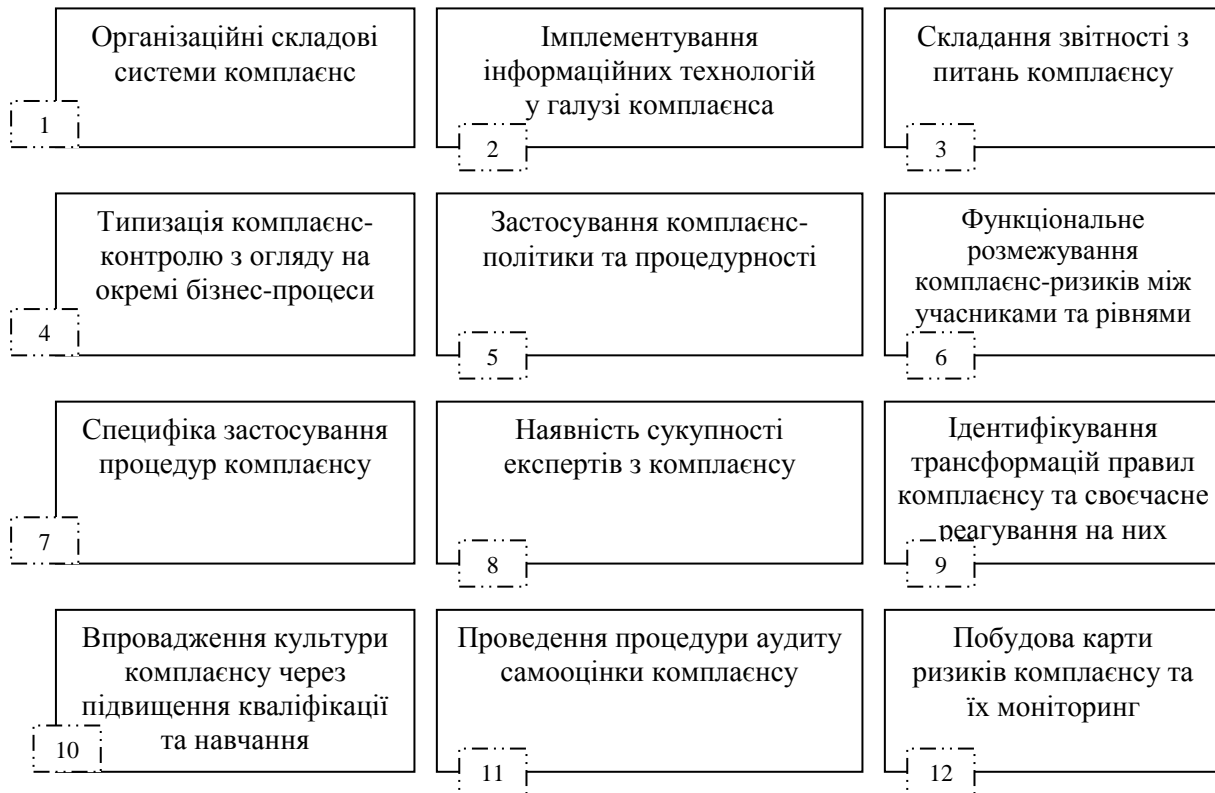 Організаційні складові
системи комплаєнс
1
Імплементування
інформаційних технологій
у галузі комплаєнса
2
Складання звітності з
питань комплаєнсу
3
Типизація комплаєнс-
контролю з огляду на
окремі бізнес-процеси
4
Застосування комплаєнс-
політики та процедурності
5
Функціональне
розмежування
комплаєнс-ризиків між
учасниками та рівнями
6
Специфіка застосування
процедур комплаєнсу
7
Наявність сукупності
експертів з комплаєнсу
8
Ідентифікування
трансформацій правил
комплаєнсу та своєчасне
реагування на них
9
Впровадження культури
комплаєнсу через
підвищення кваліфікації
та навчання
10
Проведення процедури аудиту
самооцінки комплаєнсу
11
Побудова карти
ризиків комплаєнсу та
їх моніторинг
12